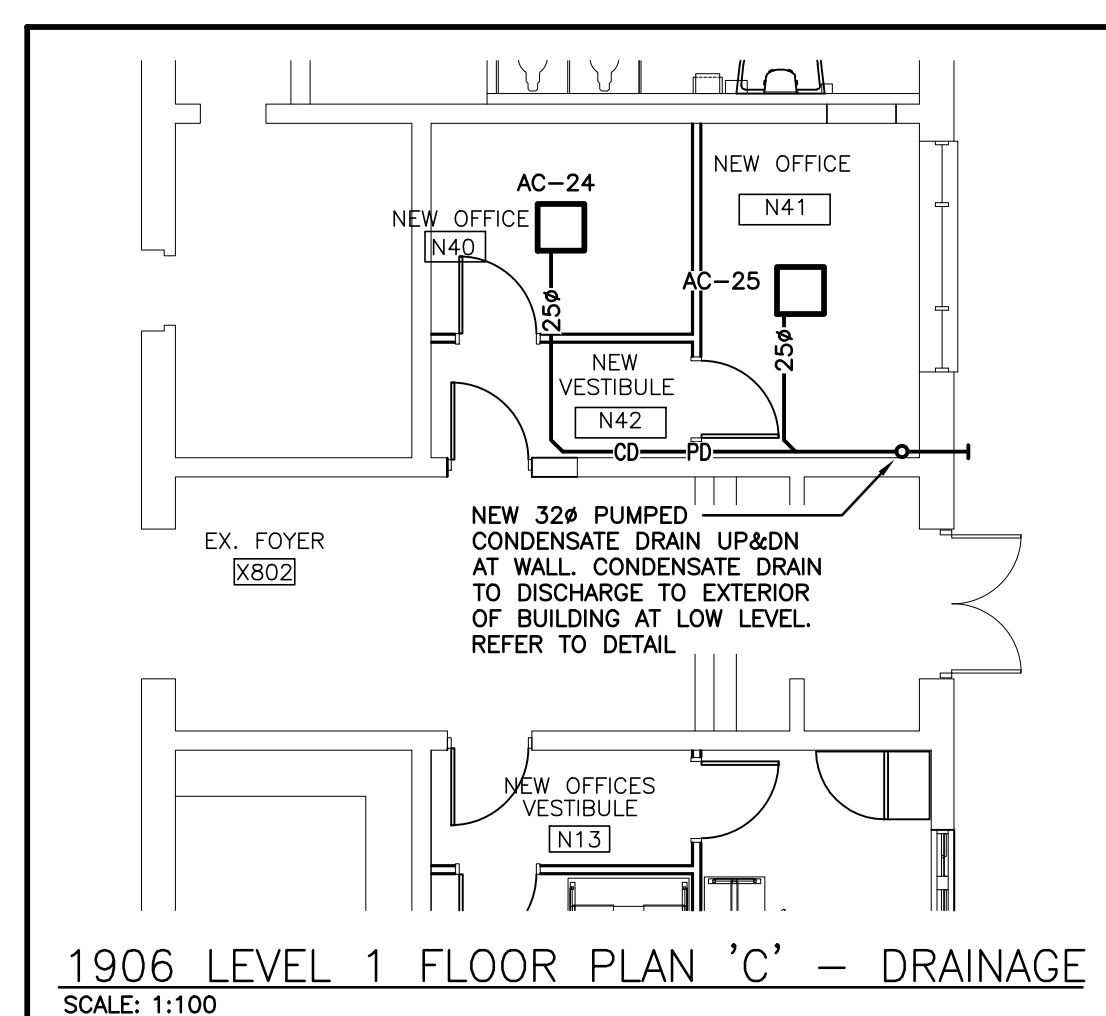 NEW OFFICE
N41
AC-24
NEW OFFICE
N40
AC-25
25ø
25ø
NEW
VESTIBULE
N42
CD
PD
NEW 32ø PUMPED
CONDENSATE DRAIN UP&DN
AT WALL. CONDENSATE DRAIN
TO DISCHARGE TO EXTERIOR
OF BUILDING AT LOW LEVEL.
REFER TO DETAIL
EX. FOYER
X802
NEW OFFICES
VESTIBULE
N13
1906 LEVEL 1 FLOOR PLAN 'C' - DRAINAGE
SCALE: 1:100